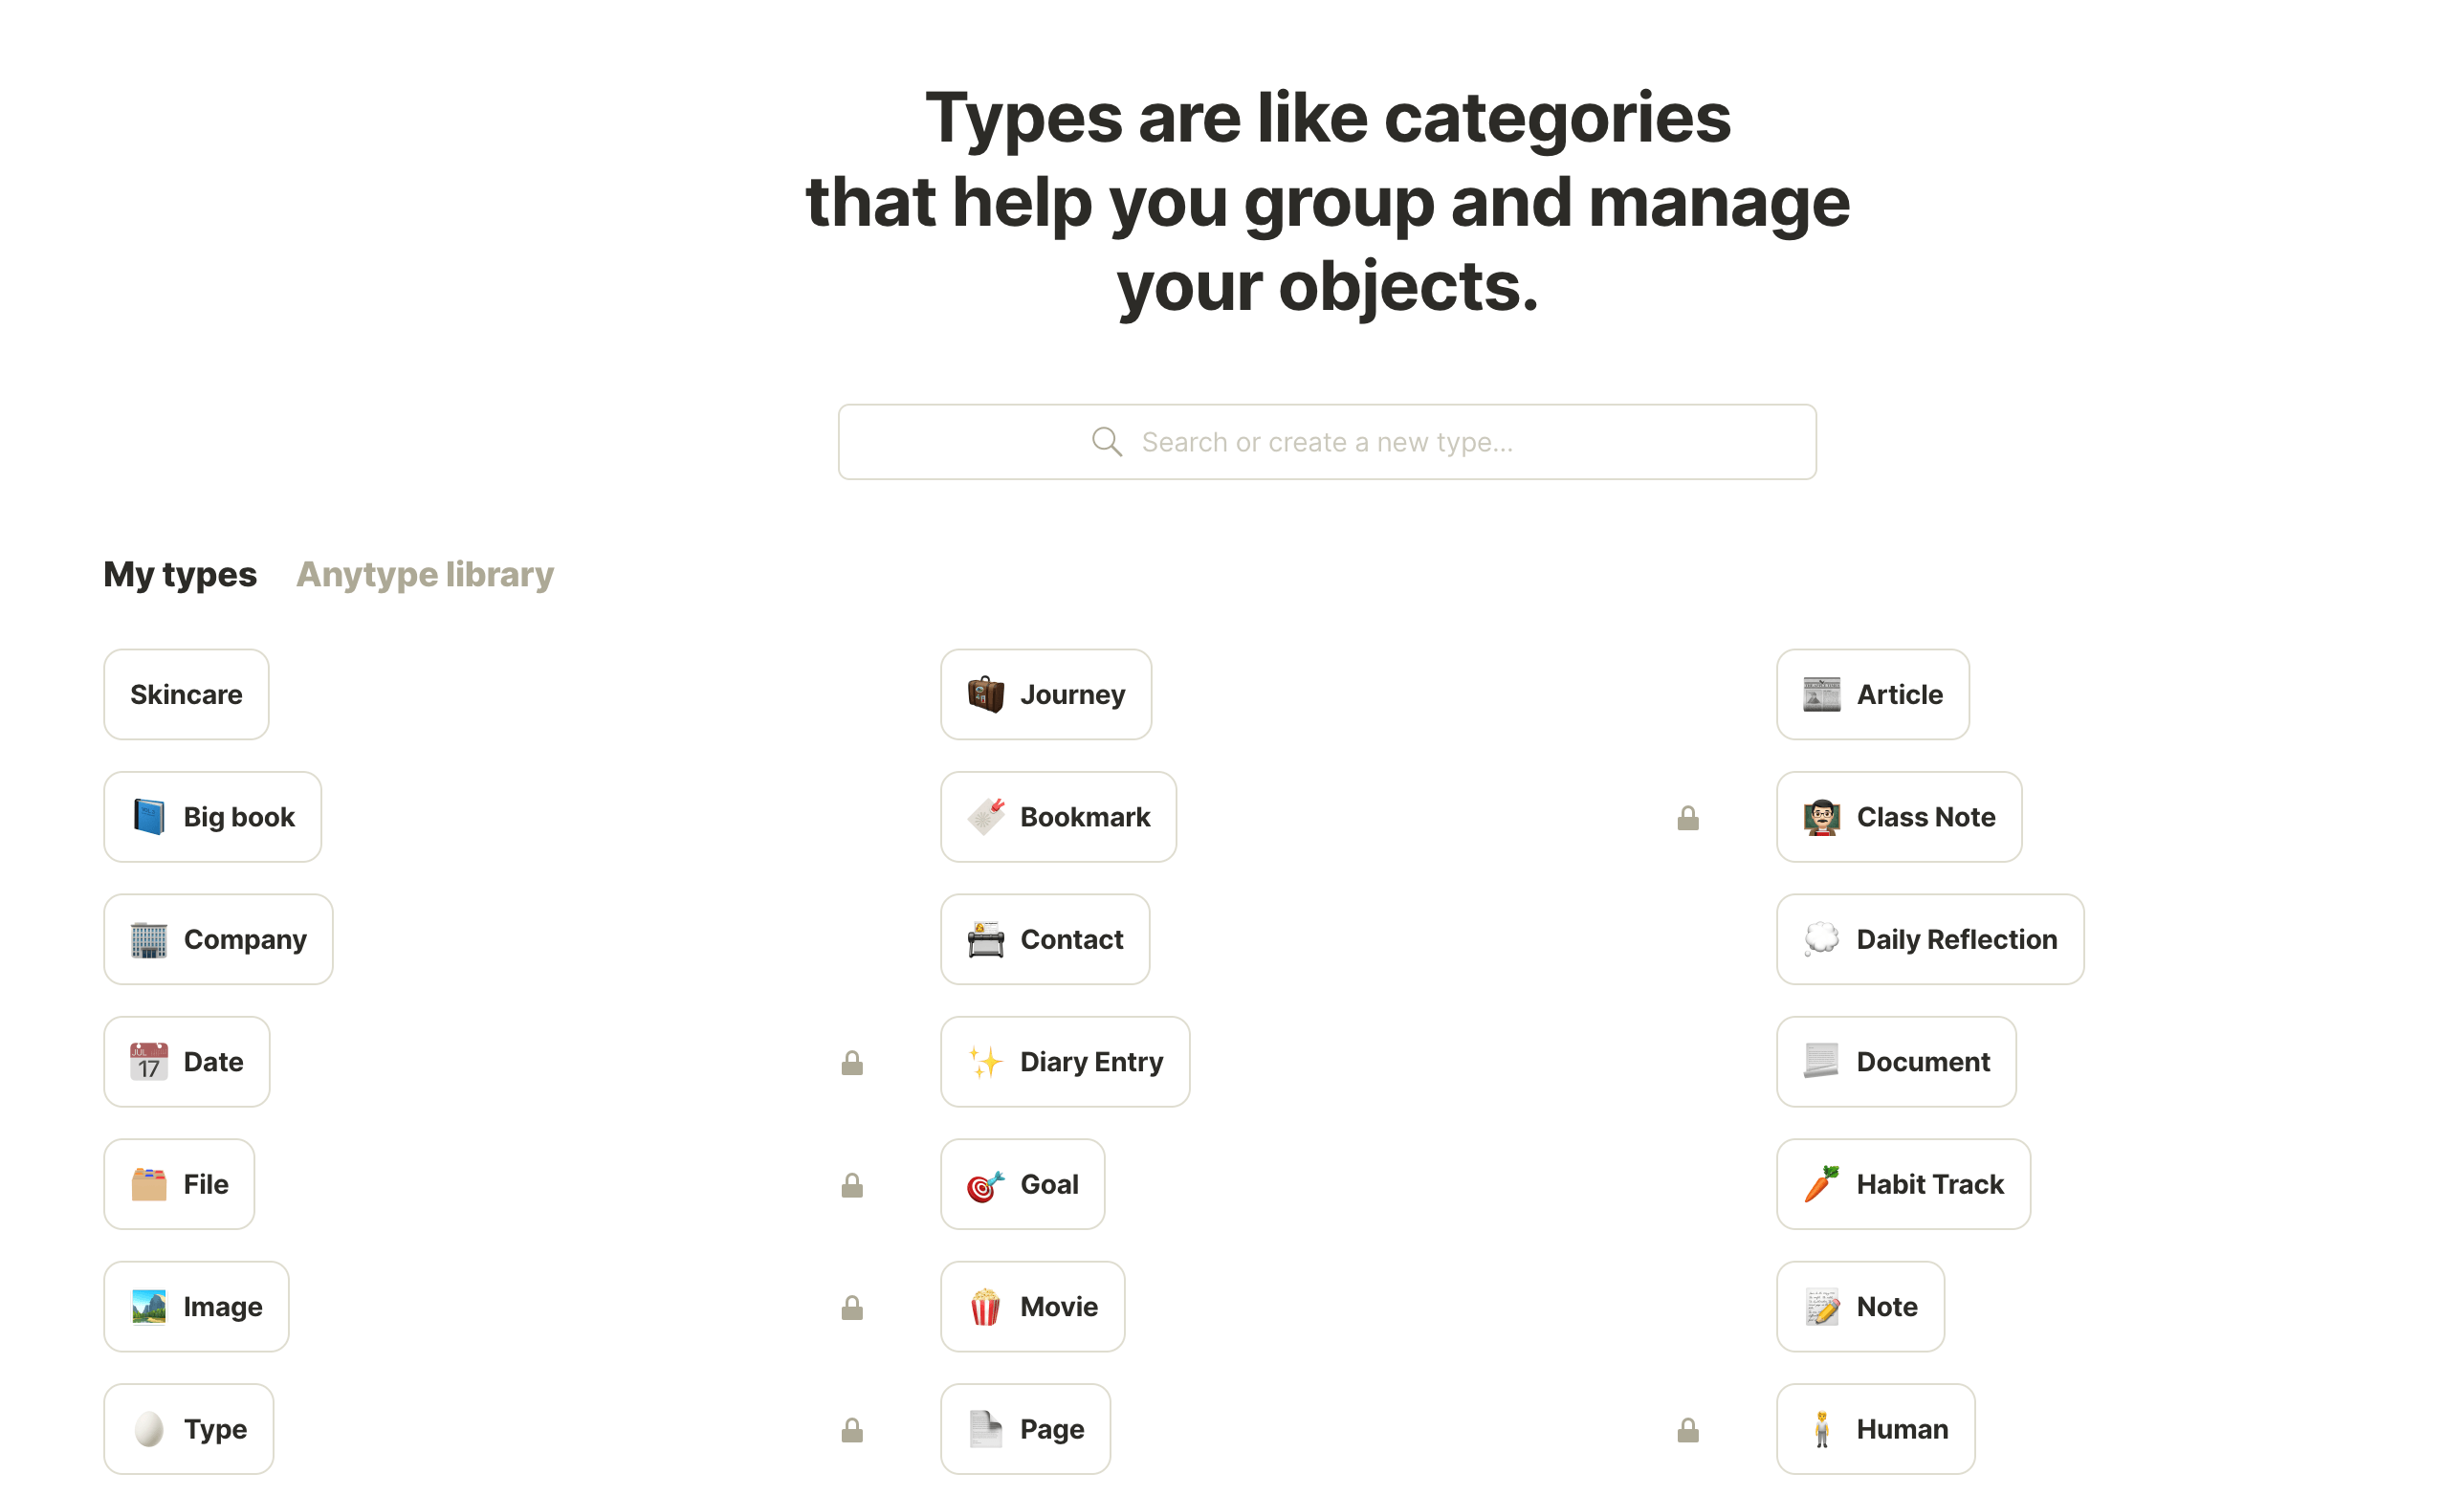 Types are like categories
that help you group and manage
your objects.
Search or create a new type...
My types Anytype library
Skincare Journey Article
Big book Bookmark Class Note
Company Contact Daily Reflection
JUL
17 Date Diary Entry Document
File Goal Habit Track
Image Movie Note
Type Page Human